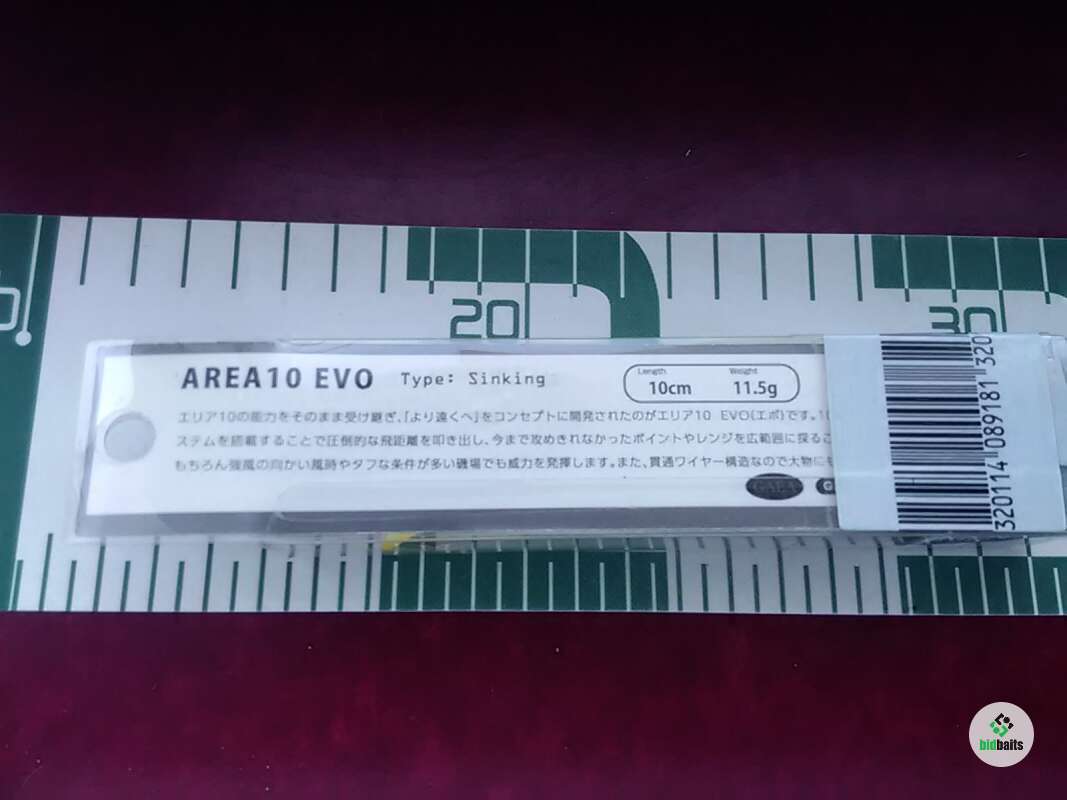 20
30
AREA10 EVO Type: Sinking
Length Weight
10cm 11.5g
エリア10の能力をそのまま受け継ぎ、「より遠くへ」をコンセプトに開発されたのがエリア10 EVO(エボ)です。
ステムを搭載することで圧倒的な飛距離を叩き出し、今まで攻めきれなかったポイントやレンジを広範囲に探るこ
もちろん強風の向かい風時やタフな条件が多い磯場でも威力を発揮します。また、貫通ワイヤー構造なので大物にも
GAEA
320114 089181 320
bidbaits